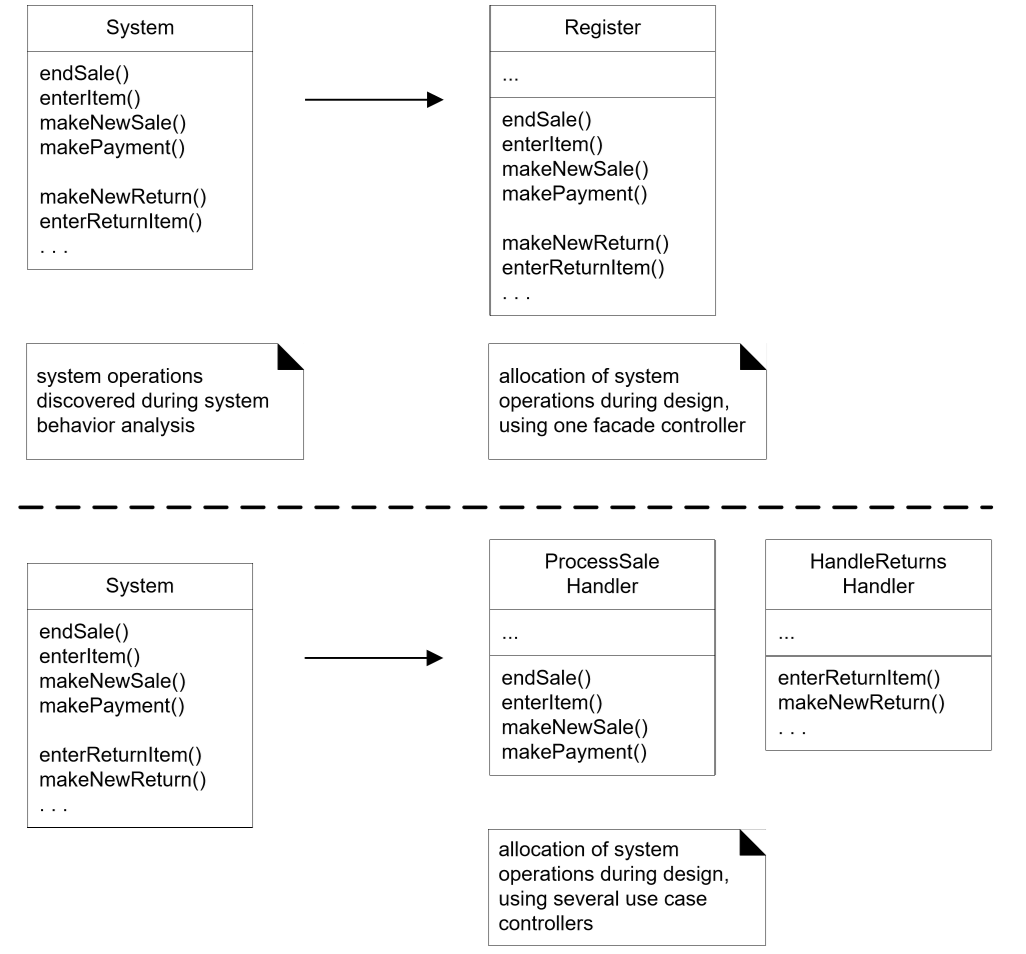 System
endSale()
enterItem()
makeNewSale()
makePayment()
makeNewReturn()
enterReturnItem()
. . .
Register
...
endSale()
enterItem()
makeNewSale()
makePayment()
makeNewReturn()
enterReturnItem()
. . .
system operations
discovered during system
behavior analysis
allocation of system
operations during design,
using one facade controller
System
endSale()
enterItem()
makeNewSale()
makePayment()
enterReturnItem()
makeNewReturn()
. . .
ProcessSale
Handler
...
endSale()
enterItem()
makeNewSale()
makePayment()
HandleReturns
Handler
...
enterReturnItem()
makeNewReturn()
. . .
allocation of system
operations during design,
using several use case
controllers